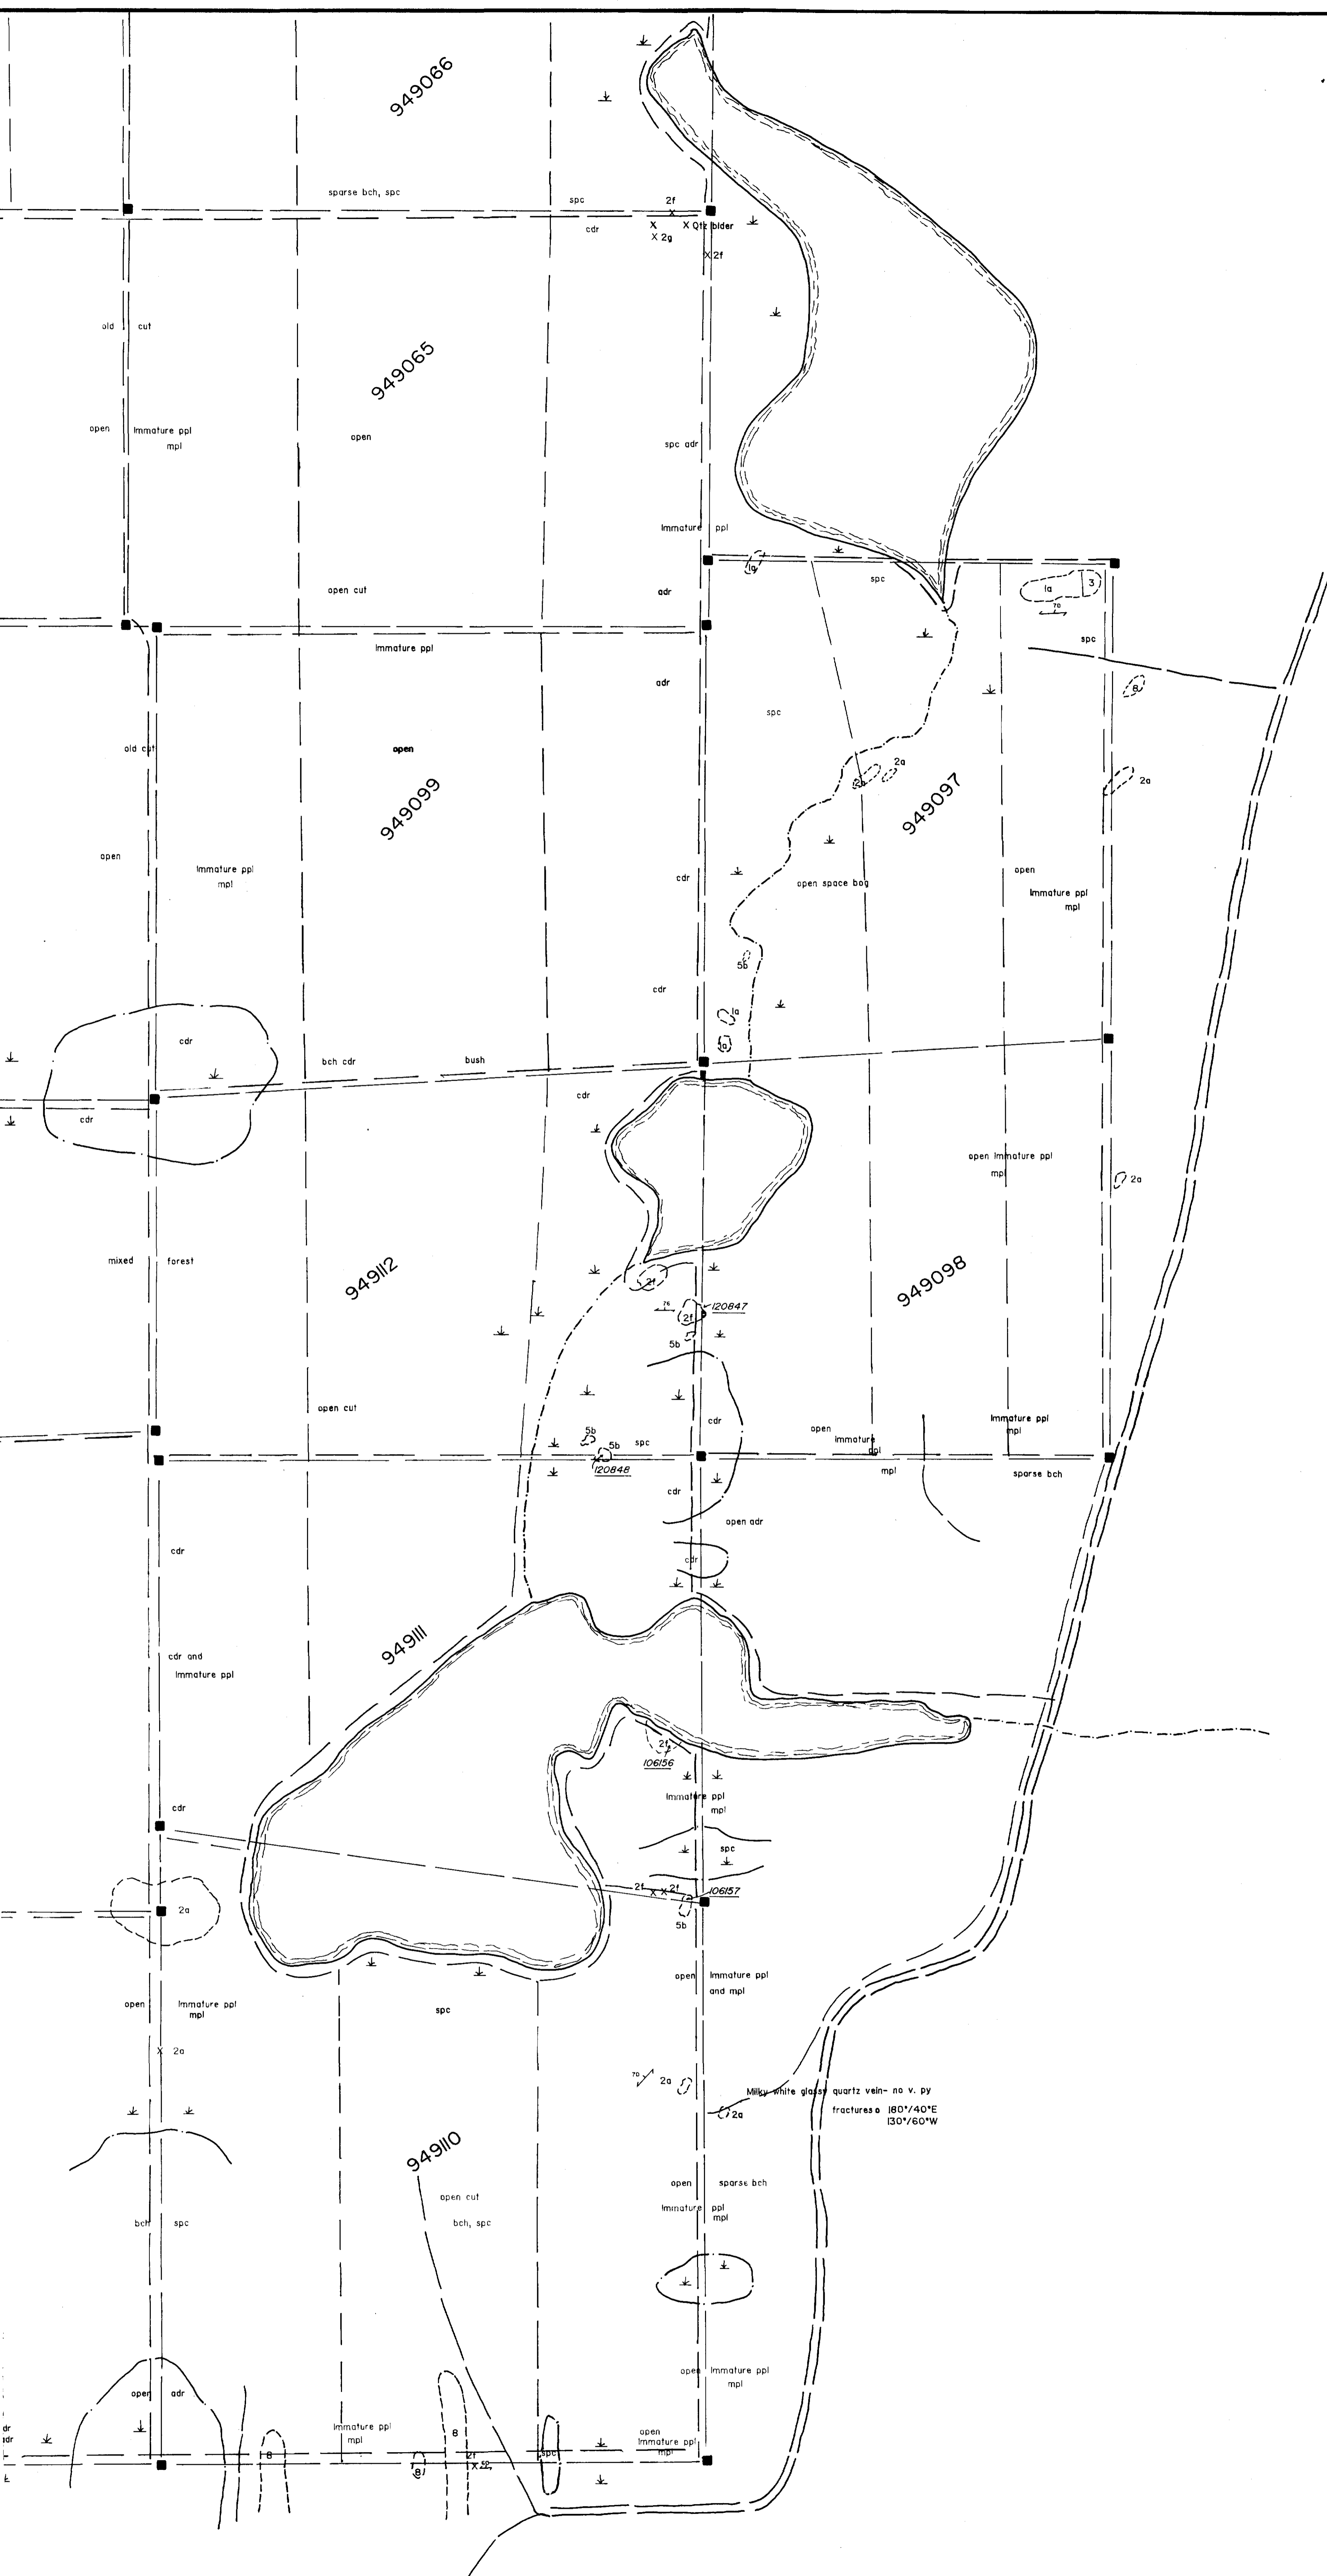 949066
sparse bch, spc
spc
2f
cdr
X
X Qtz blder
X 2g
X 2f
old cut
949065
open
Immature ppl
mpl
open
spc adr
Immature ppl
1a
spc
1a
3
70
open cut
adr
Immature ppl
spc
adr
8
spc
old cut
open
2a
2a
2a
949099
949097
open
Immature ppl
mpl
cdr
open space bog
open
Immature ppl
mpl
5b
cdr
1a
1a
cdr
bch cdr
bush
cdr
cdr
open Immature ppl
mpl
2a
mixed forest
949112
2f
949098
76
2f
120847
5b
open cut
5b
5b
spc
120848
cdr
open
Immature
ppl
mpl
Immature ppl
mpl
sparse bch
cdr
open adr
cdr
cdr
949111
cdr and
Immature ppl
2f
106156
Immature ppl
mpl
cdr
spc
2f X X 2f
106157
2a
5b
open
Immature ppl
mpl
spc
open
Immature ppl
and mpl
X 2a
70
2a
Milky white glassy quartz vein- no v. py
2a
fractures 180°/40°E
130°/60°W
949110
open
sparse bch
open cut
Immature ppl
mpl
bch
spc
bch, spc
open
Immature ppl
mpl
open
adr
Immature ppl
mpl
8
open
Immature ppl
mpl
dr
adr
8
8
2f
X
spc